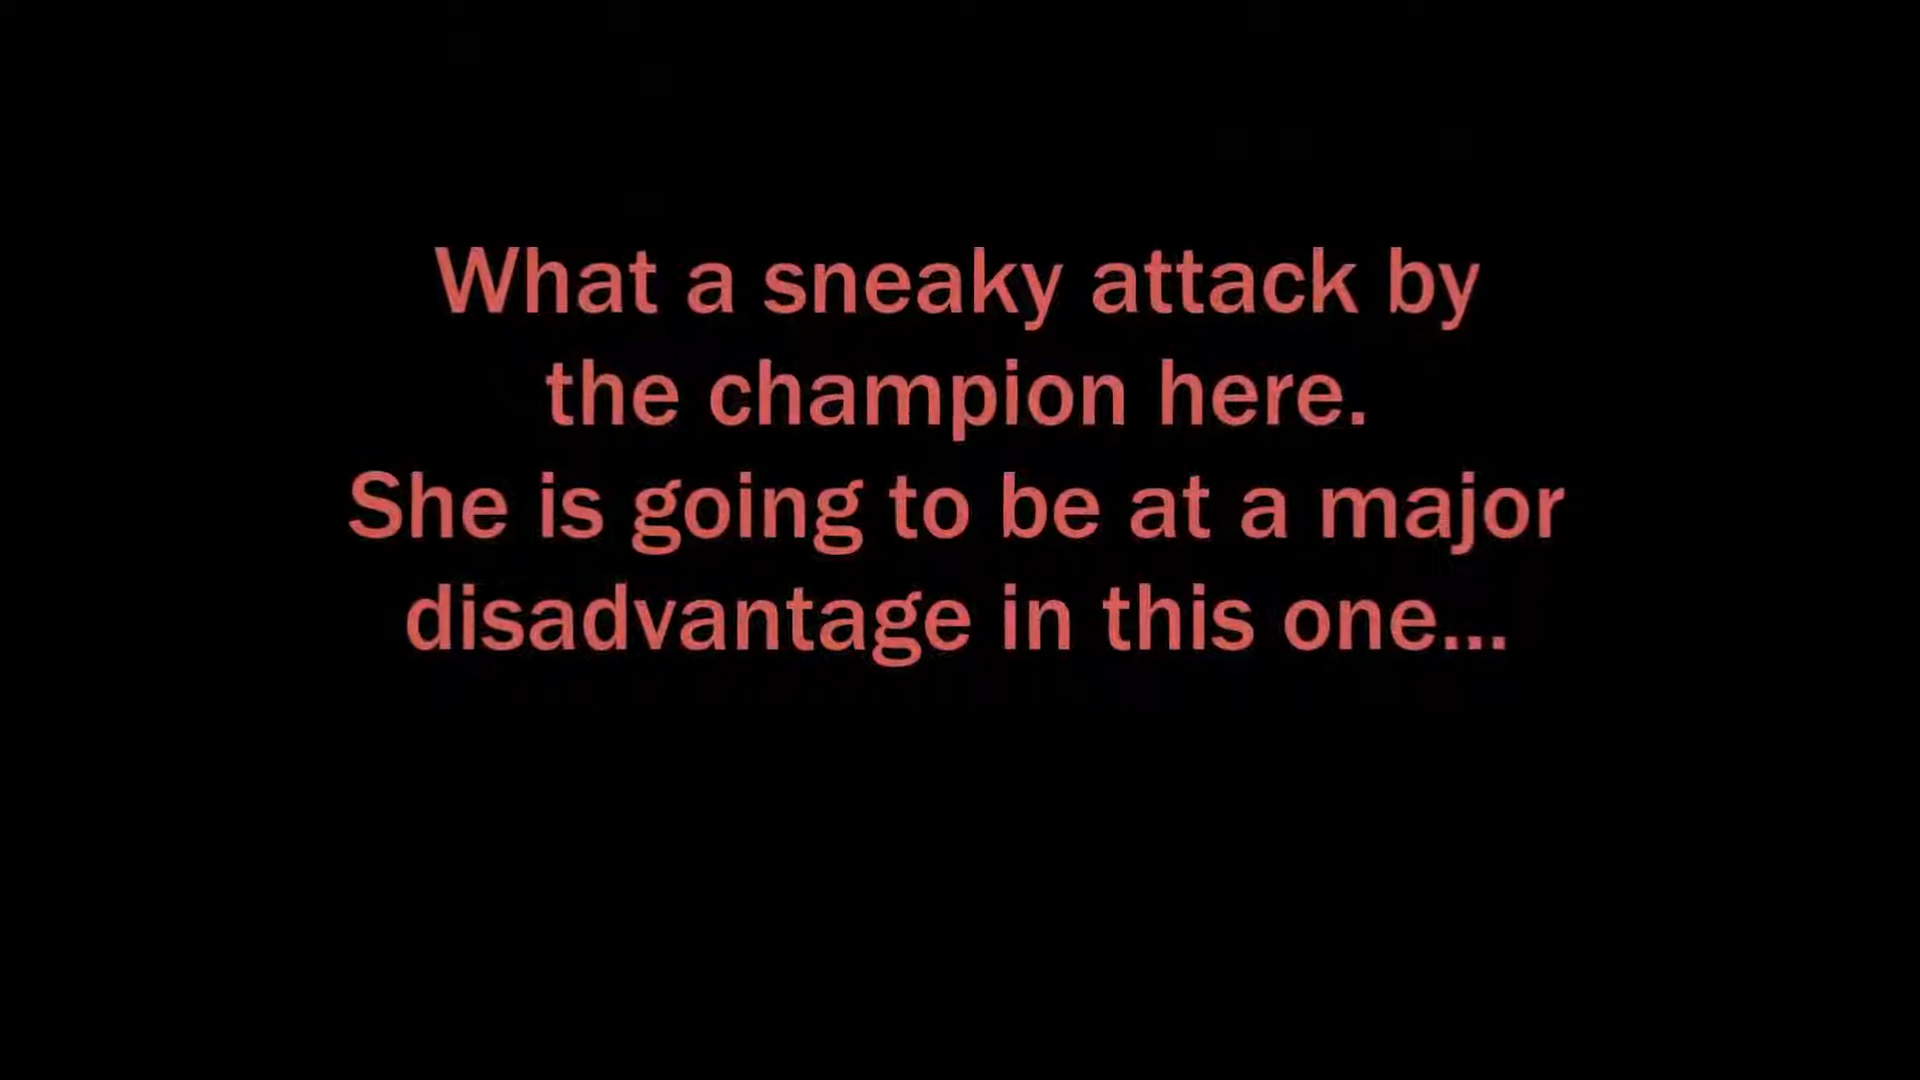 What a sneaky attack by
the champion here.
She is going to be at a major
disadvantage in this one...